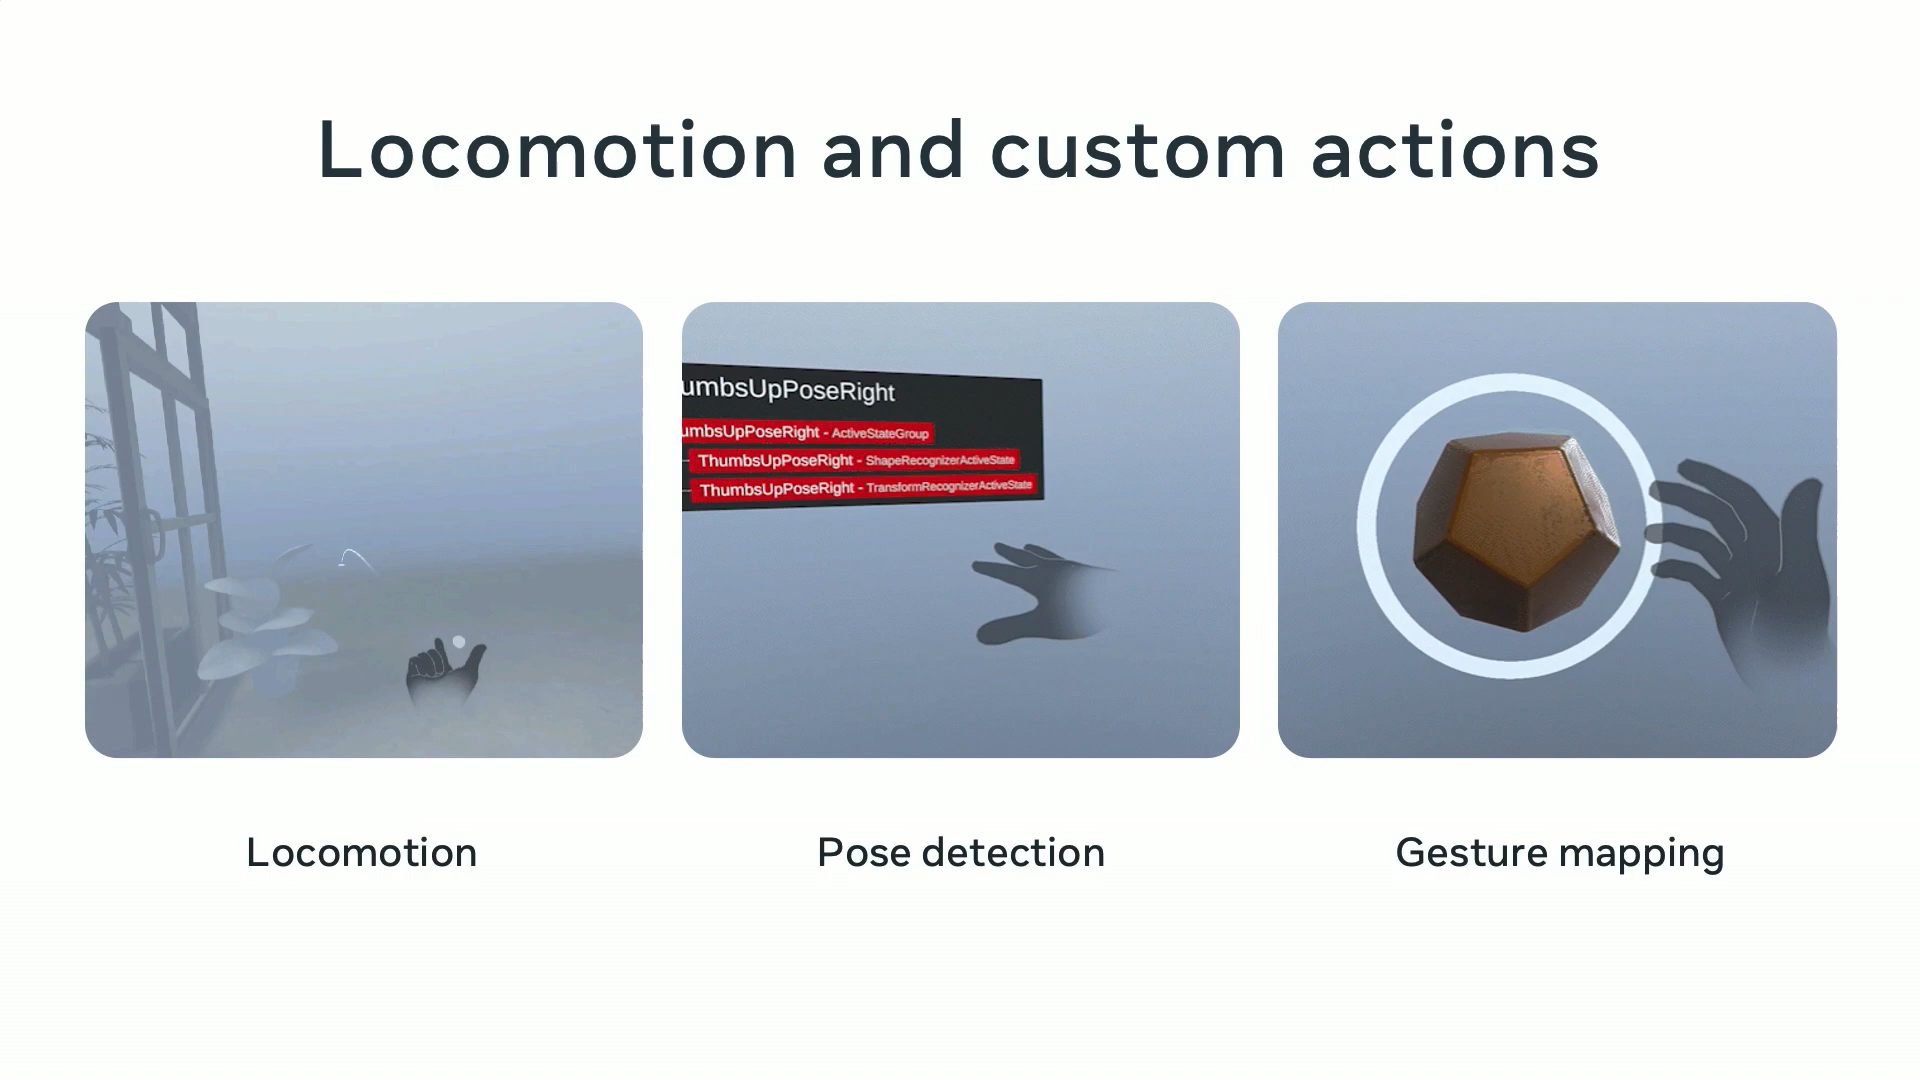 Locomotion and custom actions
umbsUpPoseRight
umbsUpPoseRight - ActiveStateGroup
ThumbsUpPoseRight - ShapeRecognizerActiveState
ThumbsUpPoseRight - TransformRecognizerActiveState
Locomotion
Pose detection
Gesture mapping